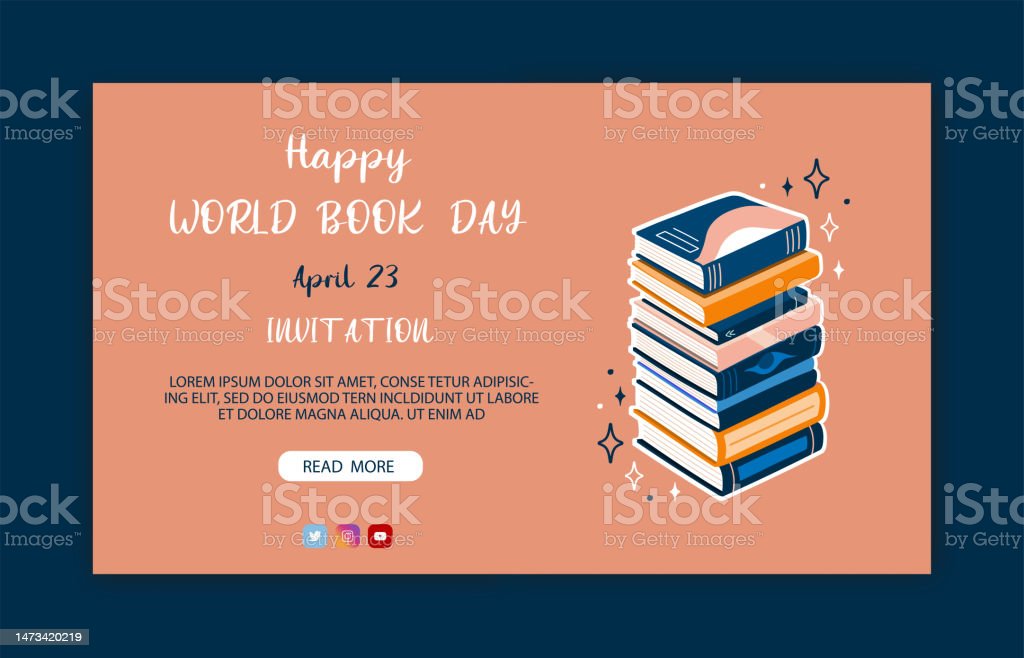 Happy
WORLD BOOK DAY
April 23
INVITATION
LOREM IPSUM DOLOR SIT AMET, CONSE TETUR ADIPISIC-
ING ELIT, SED DO EIUSMOD TERN INCLDIDUNT UT LABORE
ET DOLORE MAGNA ALIQUA. UT ENIM AD
READ MORE
iStock
by Getty Images™
1473420219